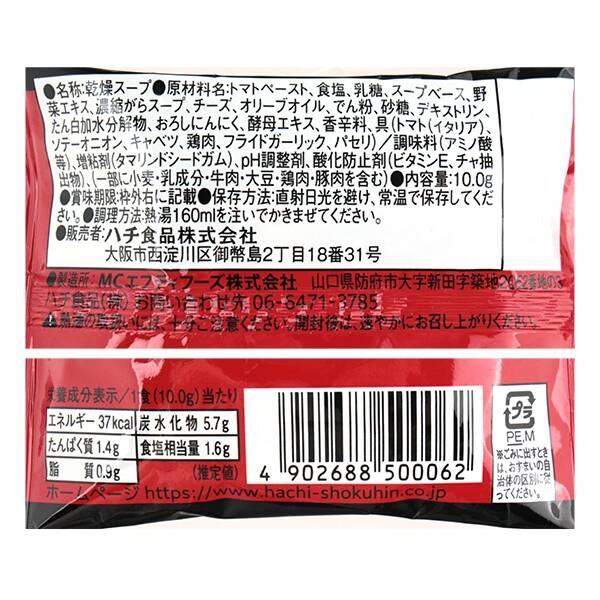 ●名称:乾燥スープ●原材料名:トマトペースト、食塩、乳糖、スープベース、野
菜エキス、濃縮がらスープ、チーズ、オリーブオイル、でん粉、砂糖、デキストリン、
たん白加水分解物、おろしにんにく、酵母エキス、香辛料、具(トマト(イタリア)、
ソテーオニオン、キャベツ、鶏肉、フライドガーリック、パセリ)/調味料(アミノ酸
等)、増粘剤(タマリンドシードガム)、pH調整剤、酸化防止剤(ビタミンE、チャ抽
出物)、(一部に小麦・乳成分・牛肉・大豆・鶏肉・豚肉を含む)●内容量:10.0g
●賞味期限:枠外右に記載●保存方法:直射日光を避け、常温で保存してくださ
い。●調理方法:熱湯160mlを注いでかきまぜてください。
●販売者:ハチ食品株式会社
大阪市西淀川区御幣島2丁目18番31号
●製造所:MCエフディフーズ株式会社 山口県防府市大字新田字築地
ハチ食品(株)お問い合わせ先 06-6471-3785
⚠熱湯の取扱いには、十分ご注意ください。開封後は、速やかにお召し上がりください。
栄養成分表示/1食(10.0g)当たり
エネルギー 37kcal 炭水化物 5.7g
たんぱく質 1.4g 食塩相当量 1.6g
脂質 0.9g (推定値)
ホームページ https://www.hachi-shokuhin.co.jp
4 902688 500062
プラ
PE,M
※ごみに出すとき
は、お住まいの自
治体の区分に従
ってください。